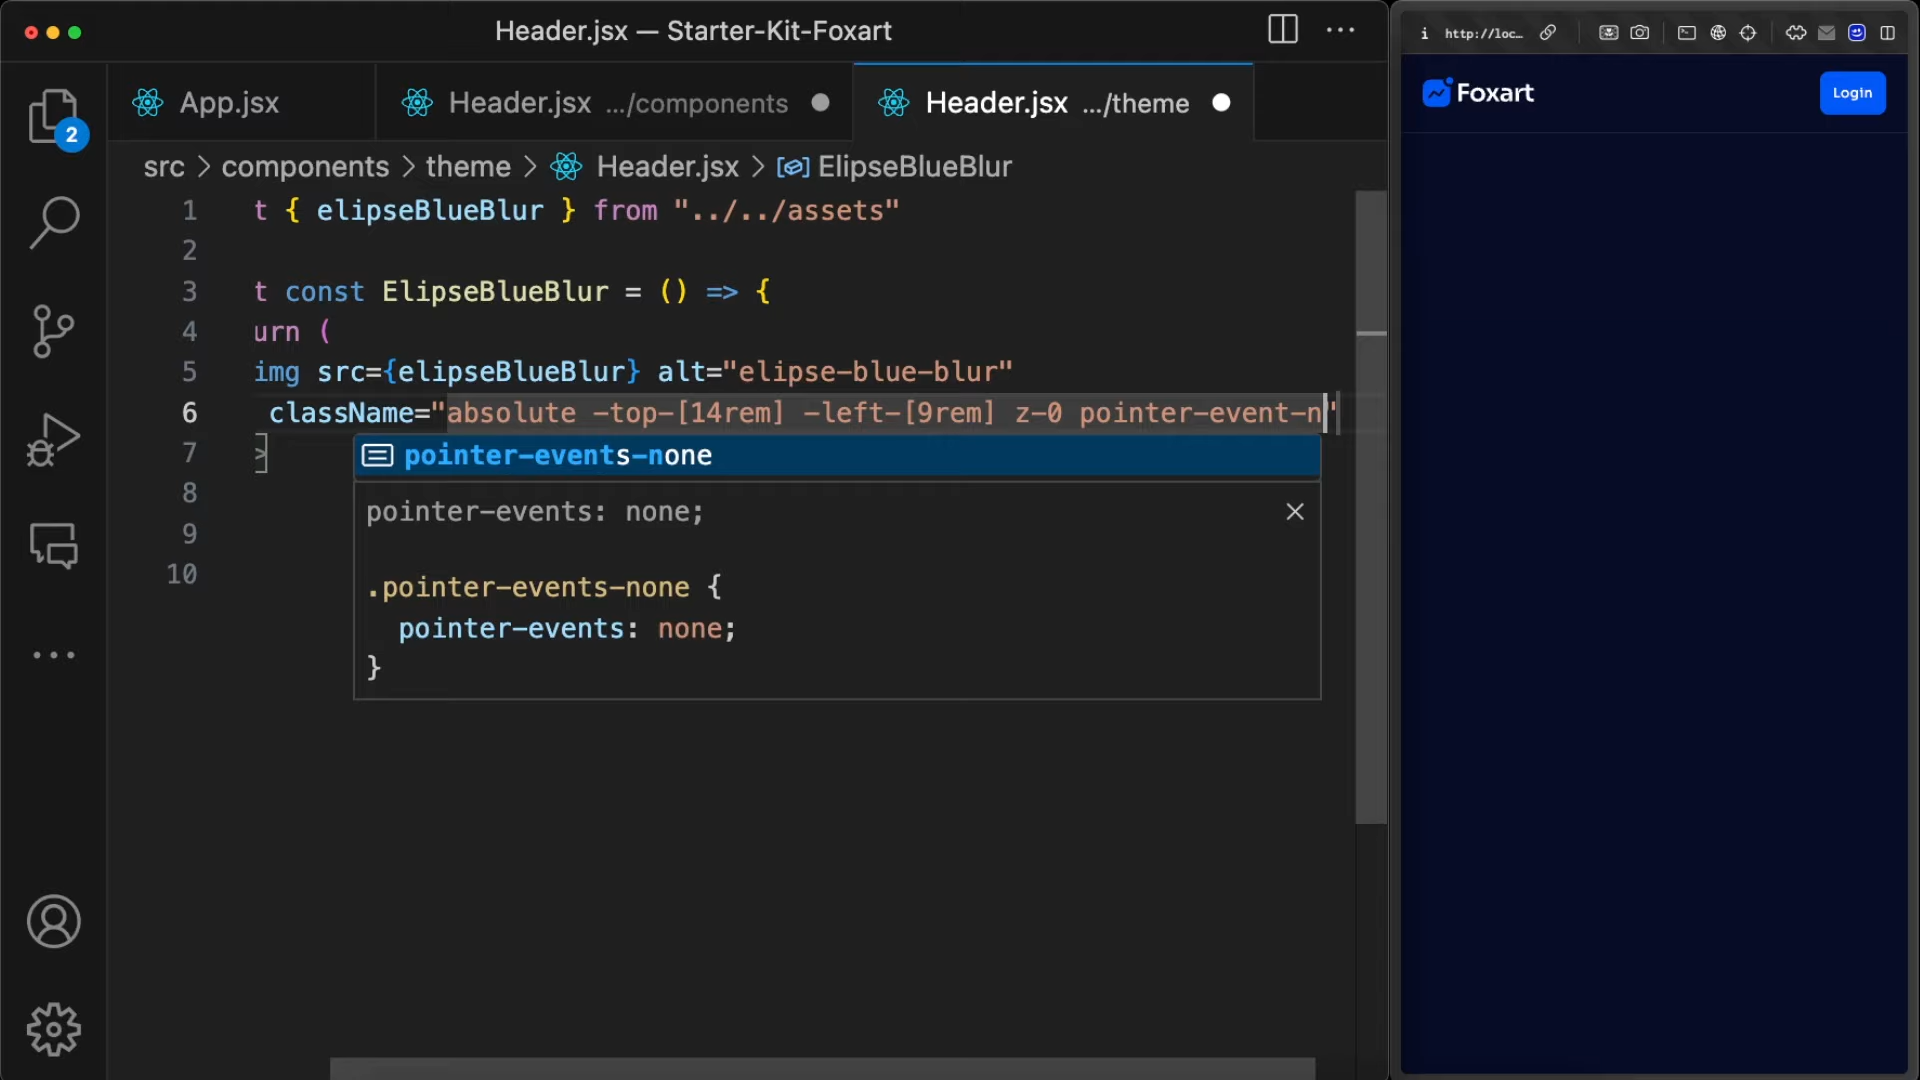 Header.jsx — Starter-Kit-Foxart
App.jsx
Header.jsx .../components
Header.jsx .../theme
2
src > components > theme > Header.jsx > ElipseBlueBlur
1 t { elipseBlueBlur } from "../../assets"
2
3 t const ElipseBlueBlur = () => {
4 urn (
5 img src={elipseBlueBlur} alt="elipse-blue-blur"
6 className="absolute -top-[14rem] -left-[9rem] z-0 pointer-event-n"
7 >
8
9
10
pointer-events-none
pointer-events: none;
.pointer-events-none {
pointer-events: none;
}
http://loc...
Foxart
Login